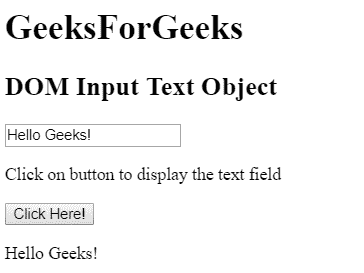 GeeksForGeeks
DOM Input Text Object
Hello Geeks!
Click on button to display the text field
Click Here!
Hello Geeks!